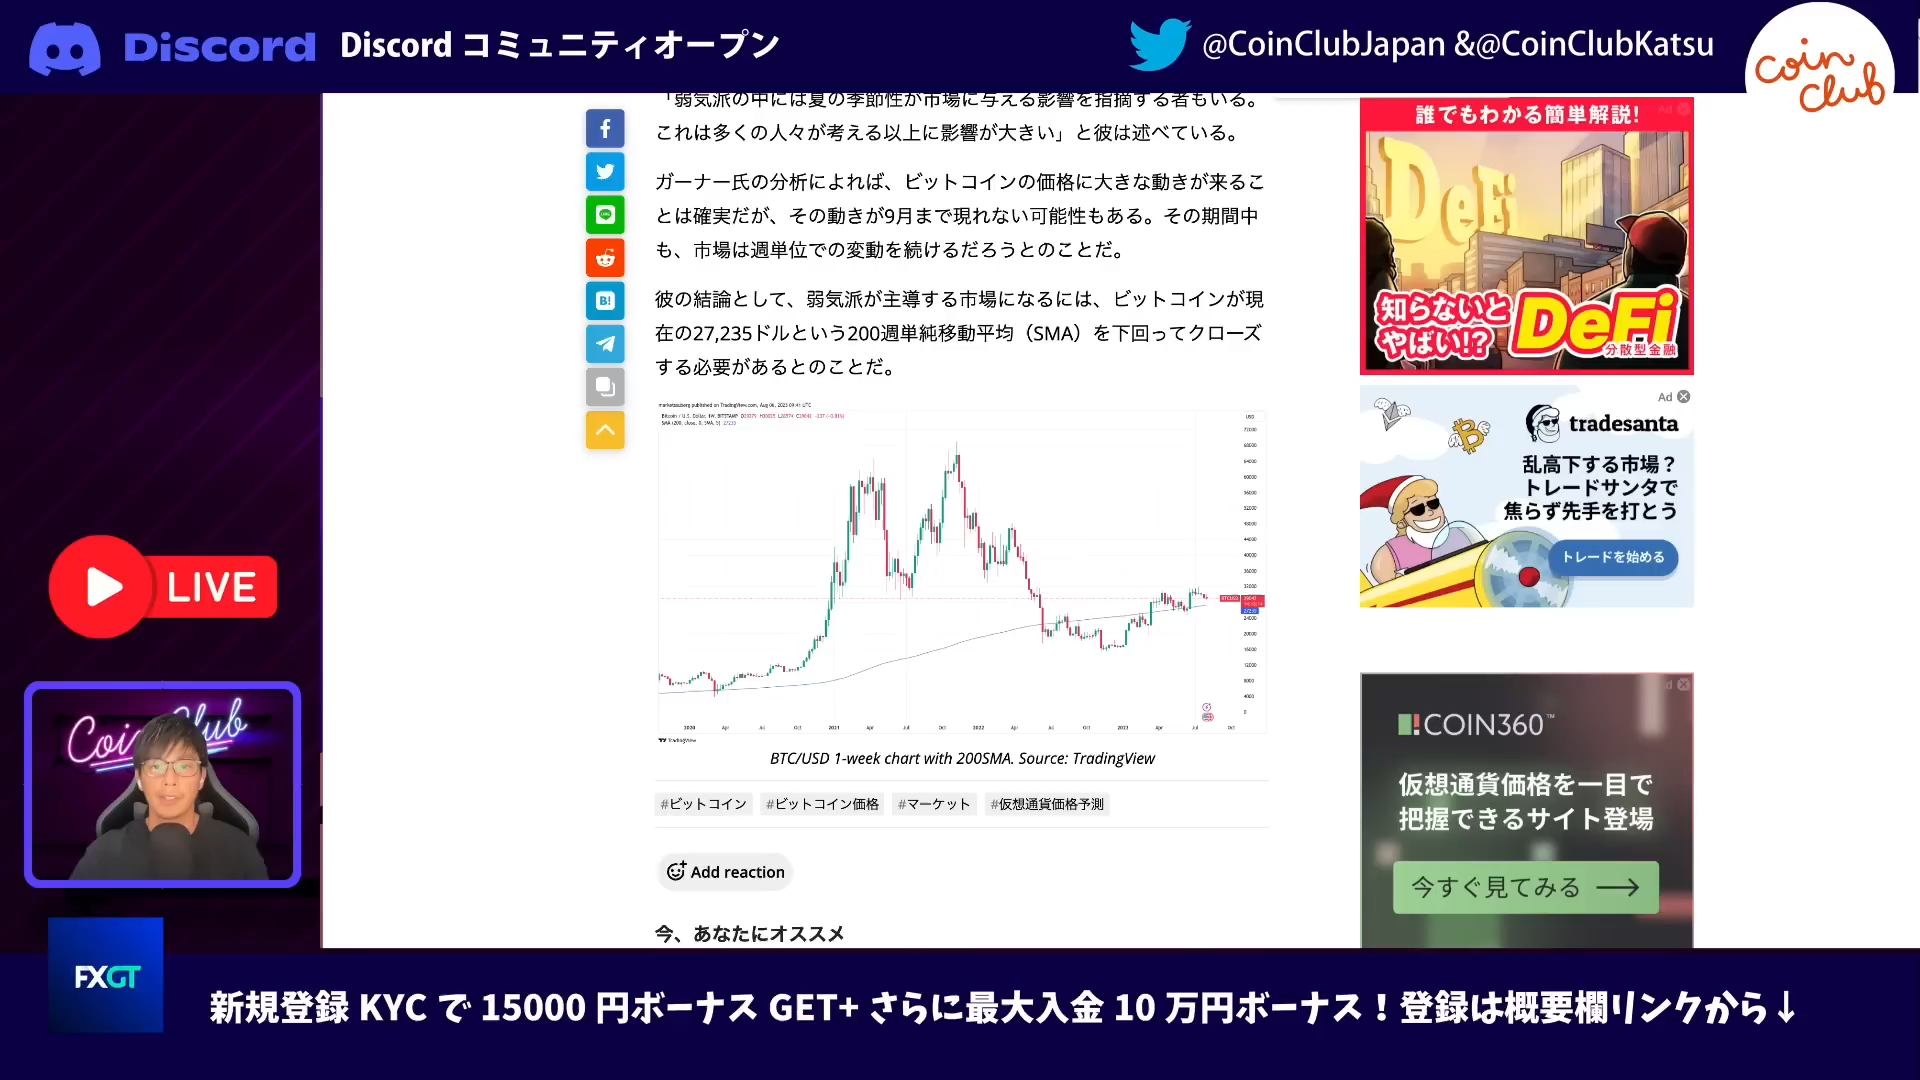 Discord Discord コミュニティオープン
@CoinClubJapan &@CoinClubKatsu
coin club
「弱気派の中には夏の季節性が市場に与える影響を指摘する者もいる。
これは多くの人々が考える以上に影響が大きい」と彼は述べている。
ガーナー氏の分析によれば、ビットコインの価格に大きな動きが来るこ
とは確実だが、その動きが9月まで現れない可能性もある。その期間中
も、市場は週単位での変動を続けるだろうとのことだ。
彼の結論として、弱気派が主導する市場になるには、ビットコインが現
在の27,235ドルという200週単純移動平均（SMA）を下回ってクローズ
する必要があるとのことだ。
BTC/USD 1-week chart with 200SMA. Source: TradingView
#ビットコイン #ビットコイン価格 #マーケット #仮想通貨価格予測
Add reaction
今、あなたにオススメ
誰でもわかる簡単解説!
DeFi
知らないと
やばい!?
DeFi
分散型金融
Ad
tradesanta
乱高下する市場？
トレードサンタで
焦らず先手を打とう
トレードを始める
COIN360™
仮想通貨価格を一目で
把握できるサイト登場
今すぐ見てみる
LIVE
Coin Club
FXGT
新規登録 KYC で 15000 円ボーナス GET+ さらに最大入金 10 万円ボーナス！登録は概要欄リンクから↓